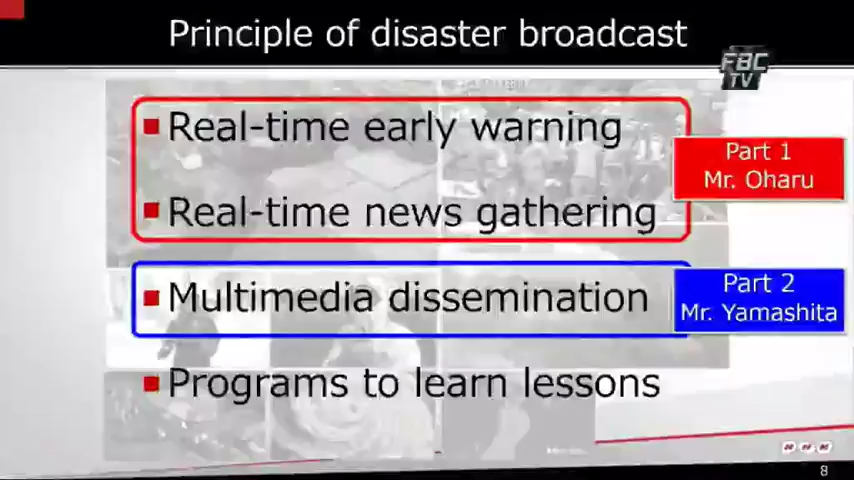 Principle of disaster broadcast
FBC
TV
Real-time early warning
Real-time news gathering
Part 1
Mr. Oharu
Multimedia dissemination
Part 2
Mr. Yamashita
Programs to learn lessons
NHK
8